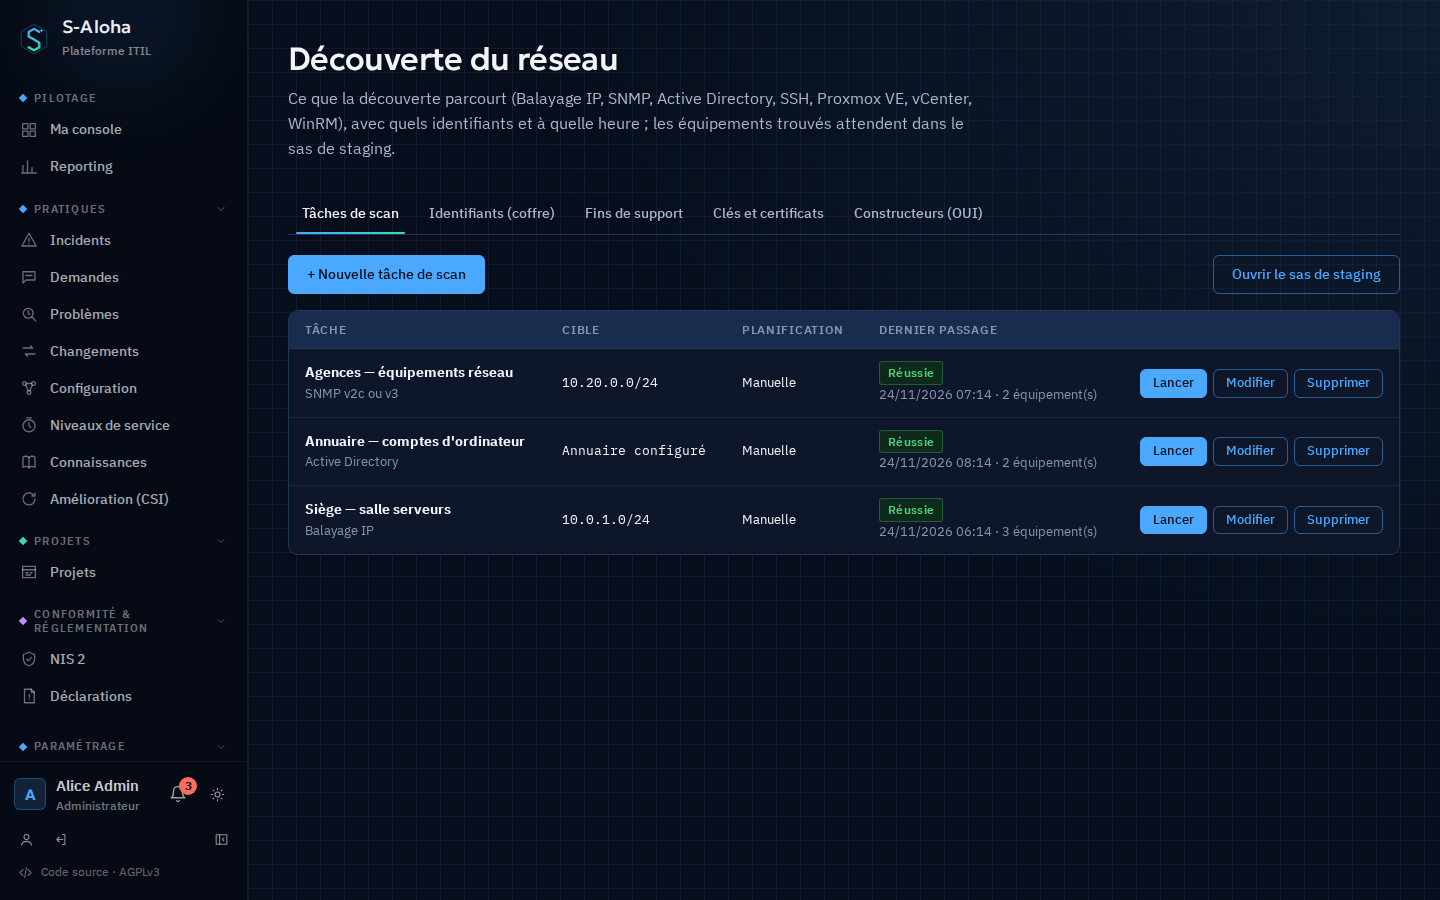 S-Aloha
Plateforme ITIL
PILOTAGE
Ma console
Reporting
PRATIQUES
Incidents
Demandes
Problèmes
Changements
Configuration
Niveaux de service
Connaissances
Amélioration (CSI)
PROJETS
Projets
CONFORMITÉ &
RÉGLEMENTATION
NIS 2
Déclarations
PARAMÉTRAGE
A
Alice Admin
Administrateur
3
Code source · AGPLv3
Découverte du réseau
Ce que la découverte parcourt (Balayage IP, SNMP, Active Directory, SSH, Proxmox VE, vCenter,
WinRM), avec quels identifiants et à quelle heure ; les équipements trouvés attendent dans le
sas de staging.
Tâches de scan Identifiants (coffre) Fins de support Clés et certificats Constructeurs (OUI)
+ Nouvelle tâche de scan Ouvrir le sas de staging
TÂCHE CIBLE PLANIFICATION DERNIER PASSAGE
Agences — équipements réseau
SNMP v2c ou v3
10.20.0.0/24
Manuelle
Réussie
24/11/2026 07:14 · 2 équipement(s)
Lancer Modifier Supprimer
Annuaire — comptes d'ordinateur
Active Directory
Annuaire configuré
Manuelle
Réussie
24/11/2026 08:14 · 2 équipement(s)
Lancer Modifier Supprimer
Siège — salle serveurs
Balayage IP
10.0.1.0/24
Manuelle
Réussie
24/11/2026 06:14 · 3 équipement(s)
Lancer Modifier Supprimer